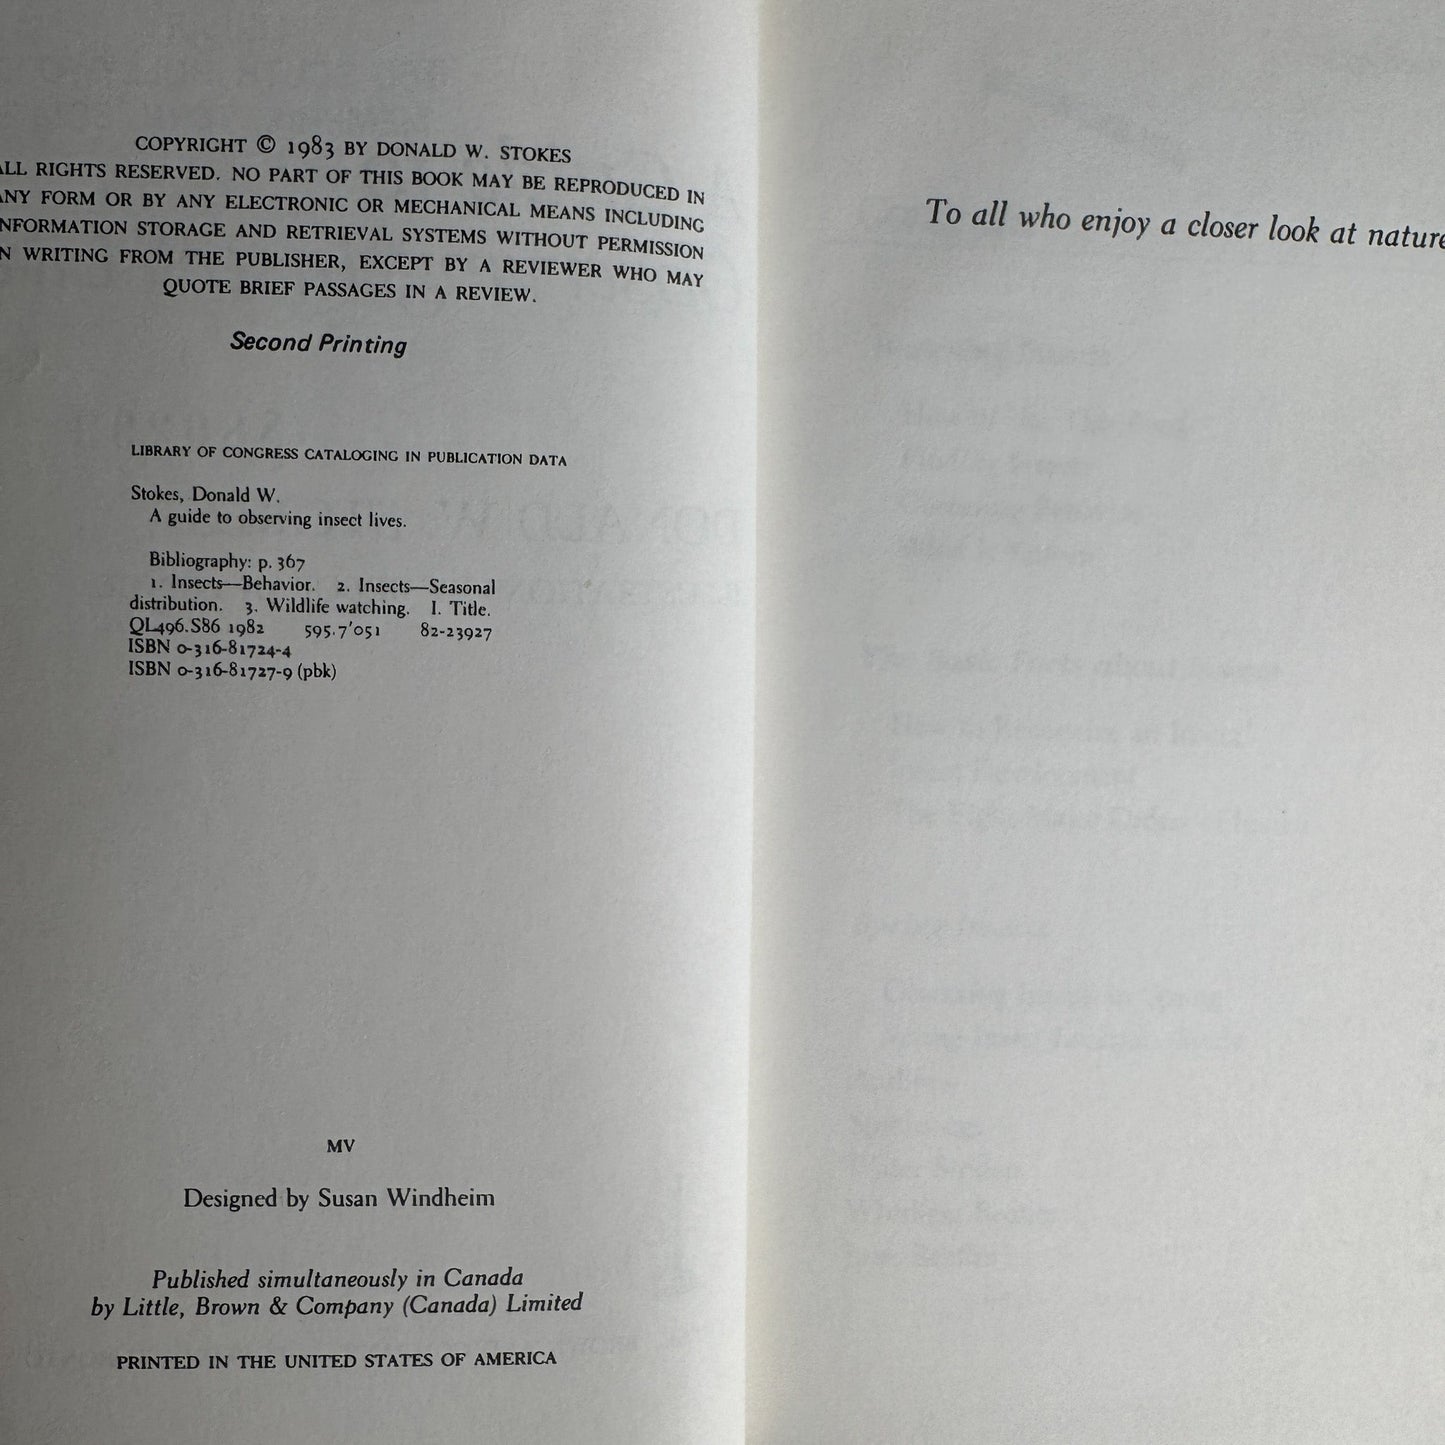 COPYRIGHT © 1983 BY DONALD W. STOKES
ALL RIGHTS RESERVED. NO PART OF THIS BOOK MAY BE REPRODUCED IN
ANY FORM OR BY ANY ELECTRONIC OR MECHANICAL MEANS INCLUDING
INFORMATION STORAGE AND RETRIEVAL SYSTEMS WITHOUT PERMISSION
IN WRITING FROM THE PUBLISHER, EXCEPT BY A REVIEWER WHO MAY
QUOTE BRIEF PASSAGES IN A REVIEW.
Second Printing
LIBRARY OF CONGRESS CATALOGING IN PUBLICATION DATA
Stokes, Donald W.
A guide to observing insect lives.
Bibliography: p. 367
1. Insects—Behavior. 2. Insects—Seasonal
distribution. 3. Wildlife watching. I. Title.
QL496.S86 1982 595.7′051 82-23927
ISBN 0-316-81724-4
ISBN 0-316-81727-9 (pbk)
MV
Designed by Susan Windheim
Published simultaneously in Canada
by Little, Brown & Company (Canada) Limited
PRINTED IN THE UNITED STATES OF AMERICA
To all who enjoy a closer look at nature